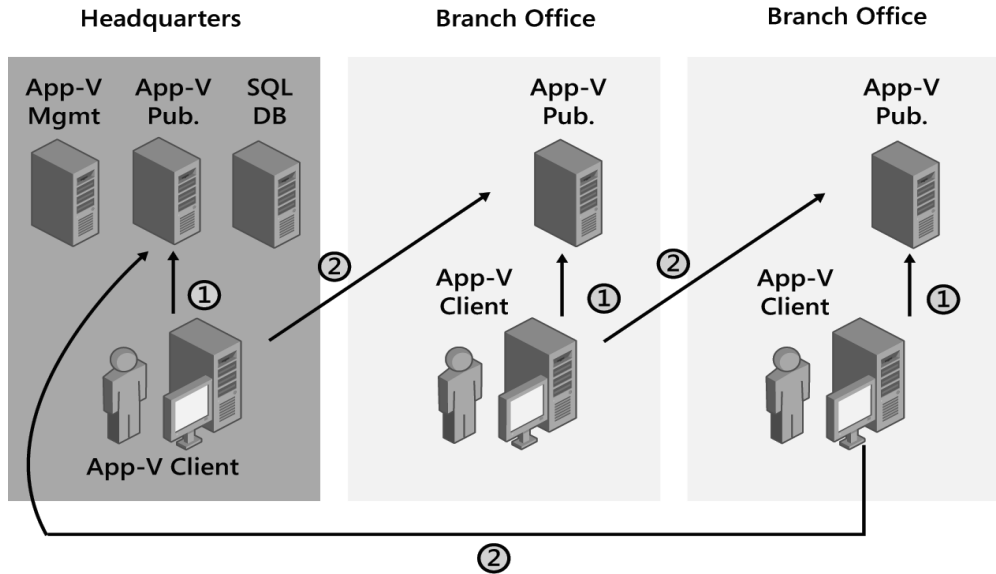 Headquarters
Branch Office
Branch Office
App-V
Mgmt
App-V
Pub.
SQL
DB
App-V
Pub.
App-V
Pub.
2
2
1
App-V
Client
1
App-V
Client
1
App-V Client
2